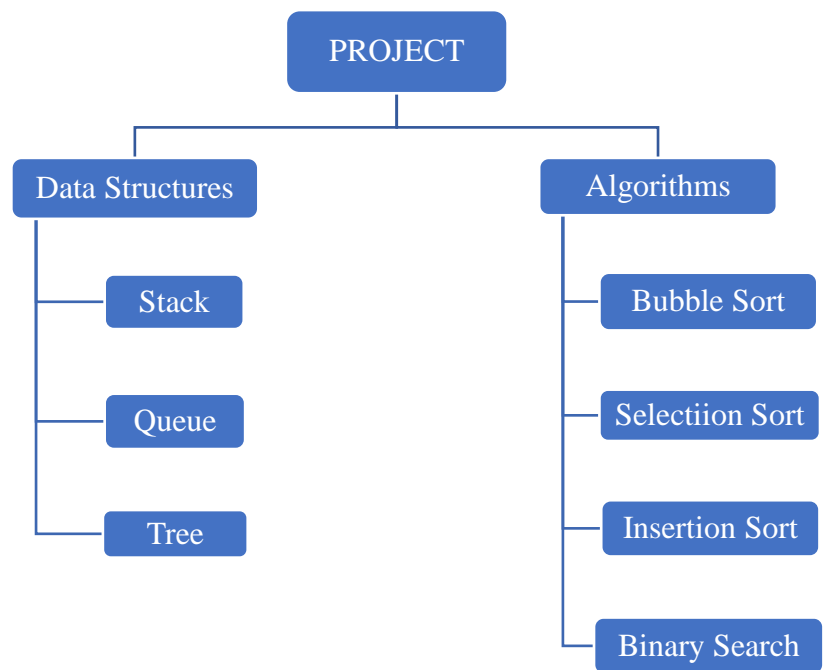 PROJECT
Data Structures
Stack
Queue
Tree
Algorithms
Bubble Sort
Selectiion Sort
Insertion Sort
Binary Search